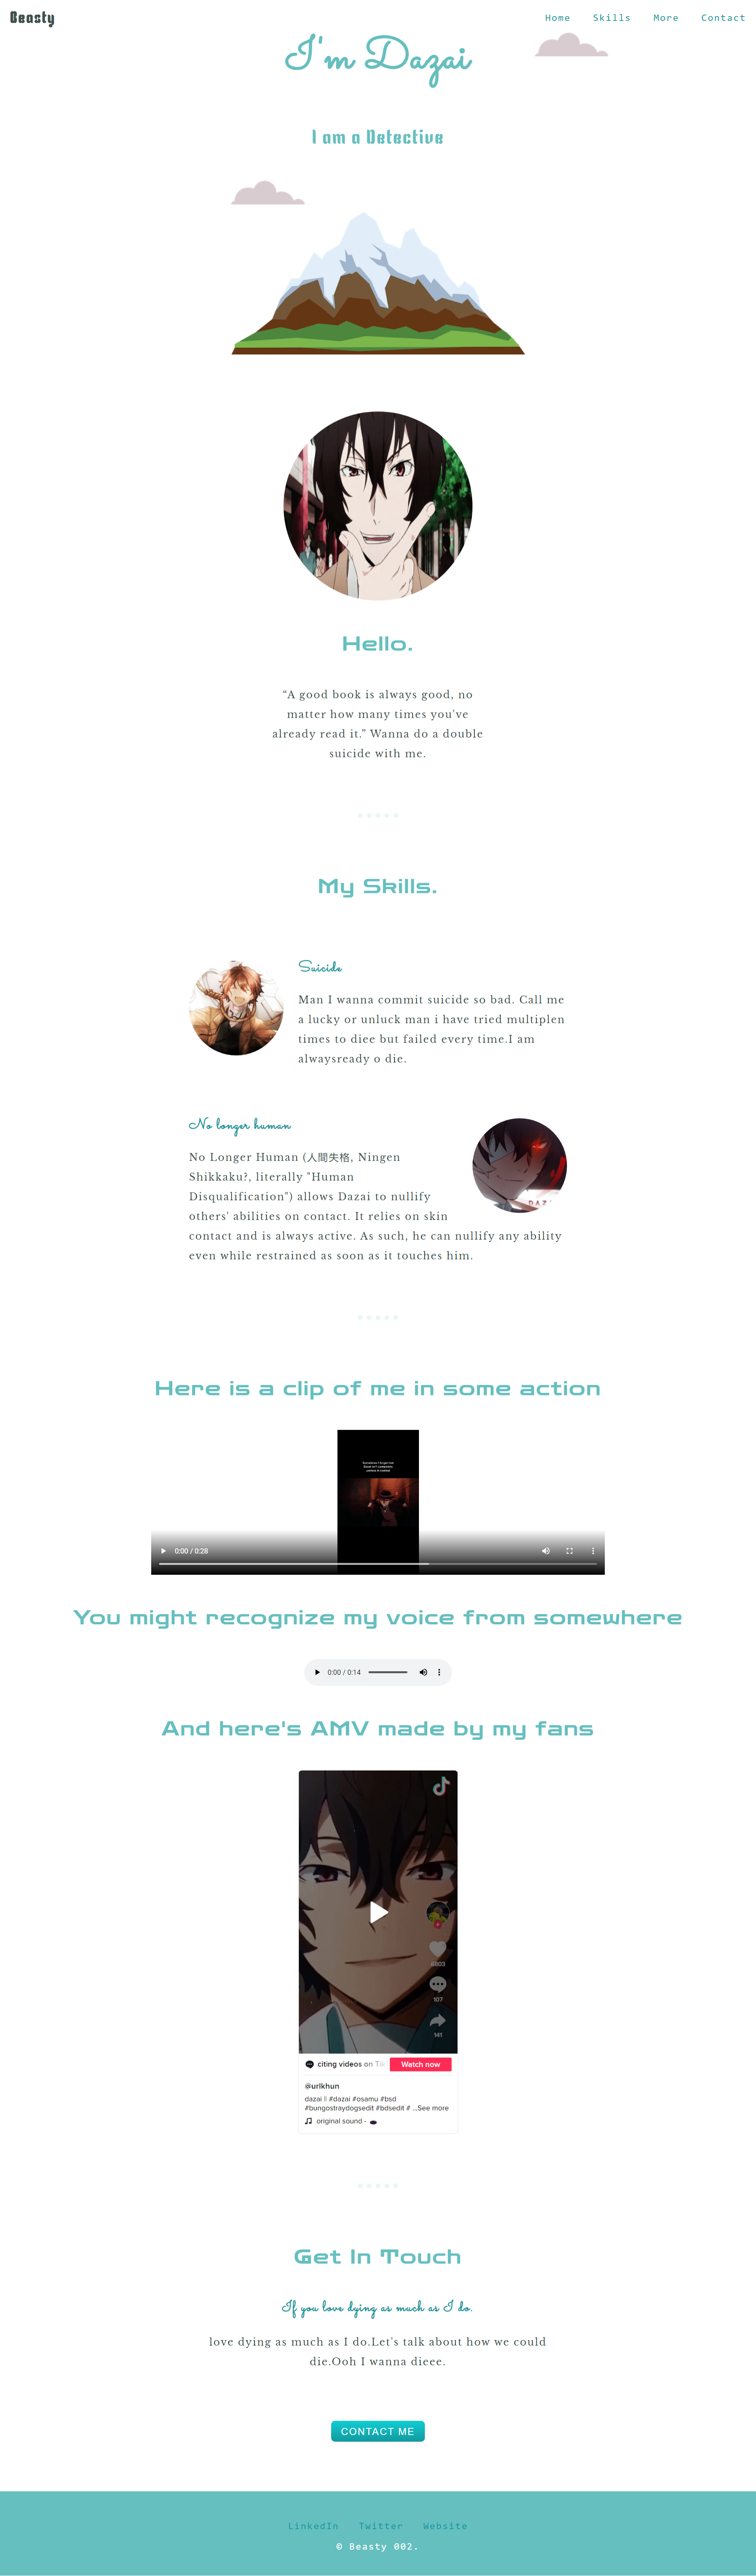 Beasty
Home Skills More Contact
I'm Dazai
I am a Detective
Hello.
“A good book is always good, no
matter how many times you've
already read it.” Wanna do a double
suicide with me.
My Skills.
Suicide
Man I wanna commit suicide so bad. Call me
a lucky or unluck man i have tried multiplen
times to diee but failed every time.I am
alwaysready o die.
No longer human
No Longer Human (人間失格, Ningen
Shikkaku?, literally "Human
Disqualification") allows Dazai to nullify
others' abilities on contact. It relies on skin
contact and is always active. As such, he can nullify any ability
even while restrained as soon as it touches him.
Here is a clip of me in some action
0:00 / 0:28
You might recognize my voice from somewhere
0:00 / 0:14
And here's AMV made by my fans
6803
107
141
citing videos on Tik
Watch now
@urlkhun
dazai || #dazai #osamu #bsd
#bungostraydogsedit #bdsedit # ...See more
original sound -
Get In Touch
If you love dying as much as I do.
love dying as much as I do.Let's talk about how we could
die.Ooh I wanna dieee.
CONTACT ME
LinkedIn Twitter Website
© Beasty 002.